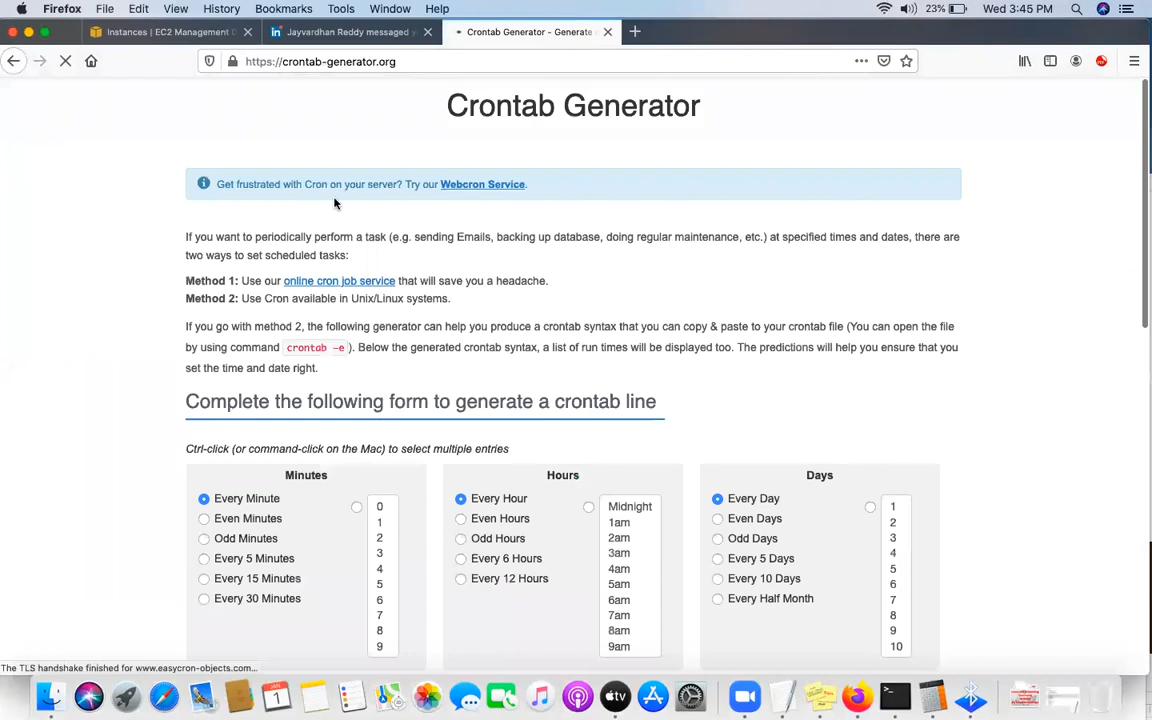 Firefox File Edit View History Bookmarks Tools Window Help 23% Wed 3:45 PM
Instances | EC2 Management
Jayvardhan Reddy messaged
Crontab Generator - Generate
https://crontab-generator.org
Crontab Generator
Get frustrated with Cron on your server? Try our Webcron Service.
If you want to periodically perform a task (e.g. sending Emails, backing up database, doing regular maintenance, etc.) at specified times and dates, there are
two ways to set scheduled tasks:
Method 1: Use our online cron job service that will save you a headache.
Method 2: Use Cron available in Unix/Linux systems.
If you go with method 2, the following generator can help you produce a crontab syntax that you can copy & paste to your crontab file (You can open the file
by using command crontab -e ). Below the generated crontab syntax, a list of run times will be displayed too. The predictions will help you ensure that you
set the time and date right.
Complete the following form to generate a crontab line
Ctrl-click (or command-click on the Mac) to select multiple entries
Minutes
Every Minute
Even Minutes
Odd Minutes
Every 5 Minutes
Every 15 Minutes
Every 30 Minutes
0
1
2
3
4
5
6
7
8
9
Hours
Every Hour
Even Hours
Odd Hours
Every 6 Hours
Every 12 Hours
Midnight
1am
2am
3am
4am
5am
6am
7am
8am
9am
Days
Every Day
Even Days
Odd Days
Every 5 Days
Every 10 Days
Every Half Month
1
2
3
4
5
6
7
8
9
10
The TLS handshake finished for www.easycron-objects.com...